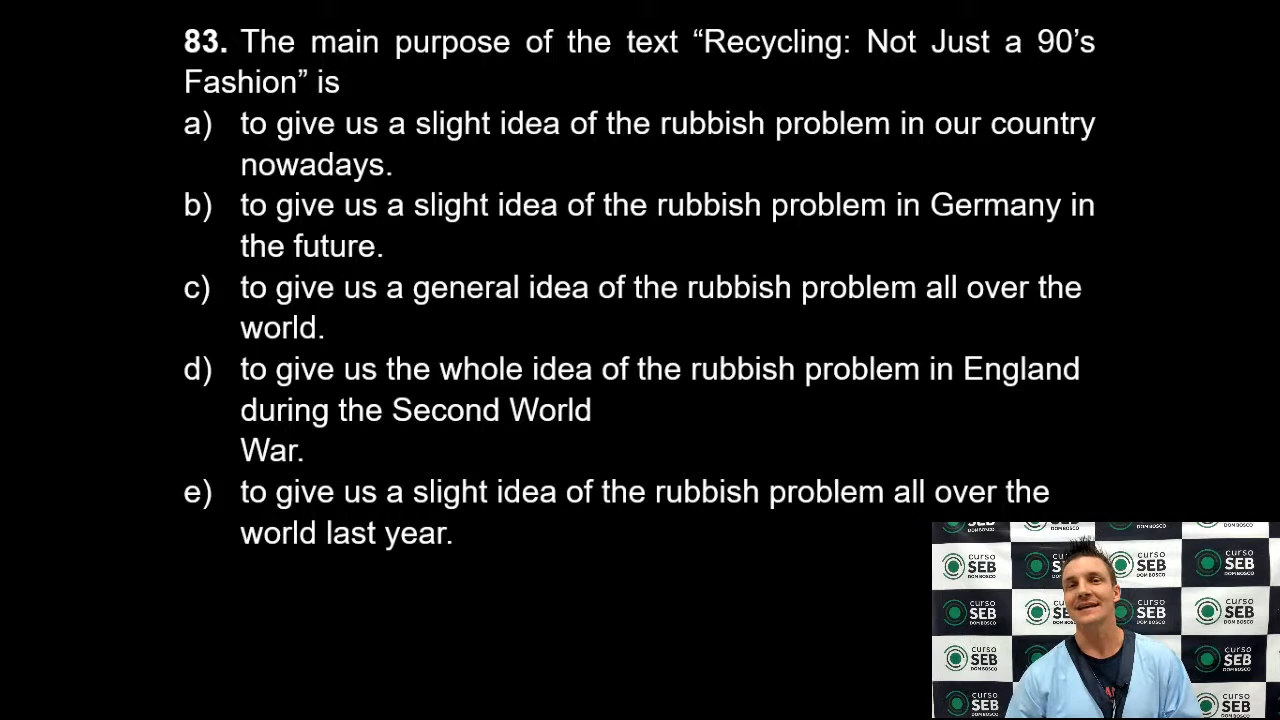 83. The main purpose of the text “Recycling: Not Just a 90’s
Fashion” is
a) to give us a slight idea of the rubbish problem in our country
nowadays.
b) to give us a slight idea of the rubbish problem in Germany in
the future.
c) to give us a general idea of the rubbish problem all over the
world.
d) to give us the whole idea of the rubbish problem in England
during the Second World
War.
e) to give us a slight idea of the rubbish problem all over the
world last year.
curso
SEB
DOM BOSCO